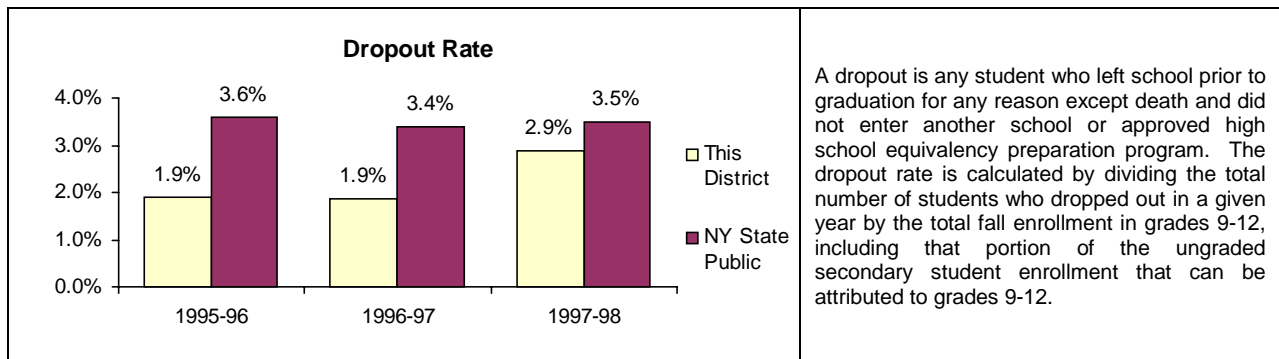 Dropout Rate
4.0%
3.0%
2.0%
1.0%
0.0%
1.9%
3.6%
1.9%
3.4%
2.9%
3.5%
1995-96
1996-97
1997-98
This
District
NY State
Public
A dropout is any student who left school prior to
graduation for any reason except death and did
not enter another school or approved high
school equivalency preparation program. The
dropout rate is calculated by dividing the total
number of students who dropped out in a given
year by the total fall enrollment in grades 9-12,
including that portion of the ungraded
secondary student enrollment that can be
attributed to grades 9-12.